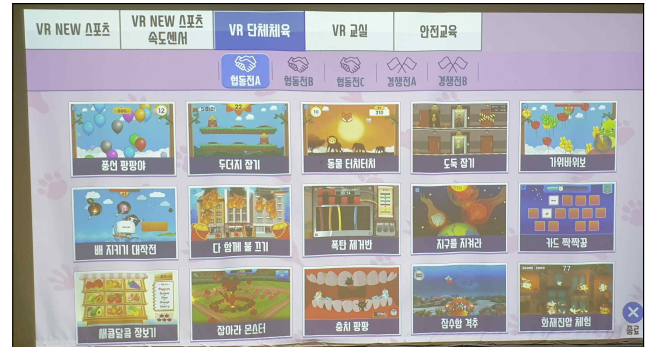 VR NEW 스포츠
VR NEW 스포츠
속도센서
VR 단체체육
VR 교실
안전교육
협동전A
협동전B
협동전C
경쟁전A
경쟁전B
12
22
10
310
풍선 팡팡아
두더지 잡기
동물 터치터치
도둑 잡기
가위바위보
배 지키기 대작전
다 함께 불 끄기
폭탄 제거반
지구를 지켜라
카드 짝짝꿍
77
새콤달콤 장보기
잡아라 몬스터
충치 팡팡
잠수함 격추
화재진압 체험
종료